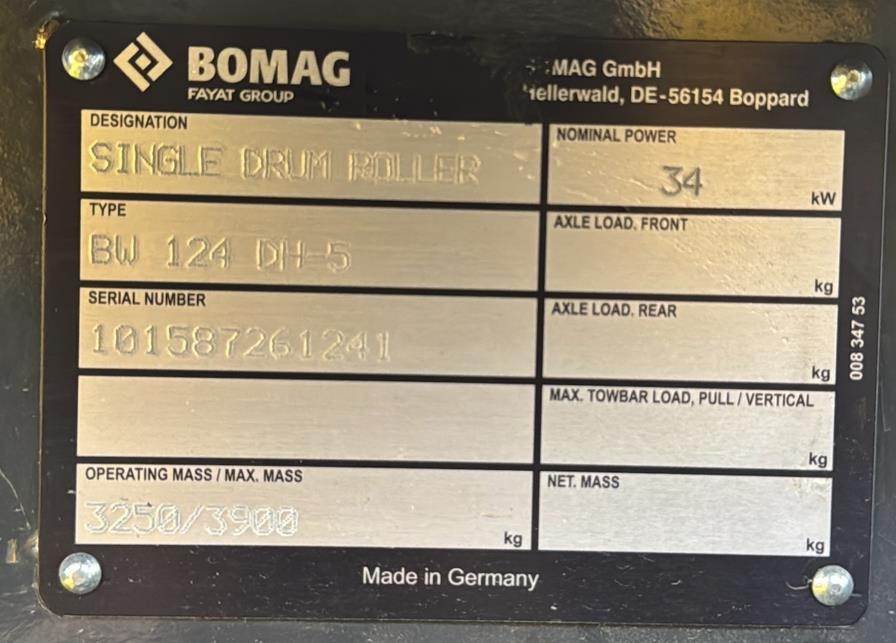 BOMAG
FAYAT GROUP
GmbH
DE-56154 Boppard
DESIGNATION
SINGLE DRUM ROLLER
NOMINAL POWER
34
kW
TYPE
BW 124 DH-5
AXLE LOAD, FRONT
kg
SERIAL NUMBER
101587261241
AXLE LOAD, REAR
kg
MAX. TOWBAR LOAD, PULL / VERTICAL
kg
OPERATING MASS / MAX. MASS
3250/3900
kg
NET. MASS
kg
008 347 53
Made in Germany